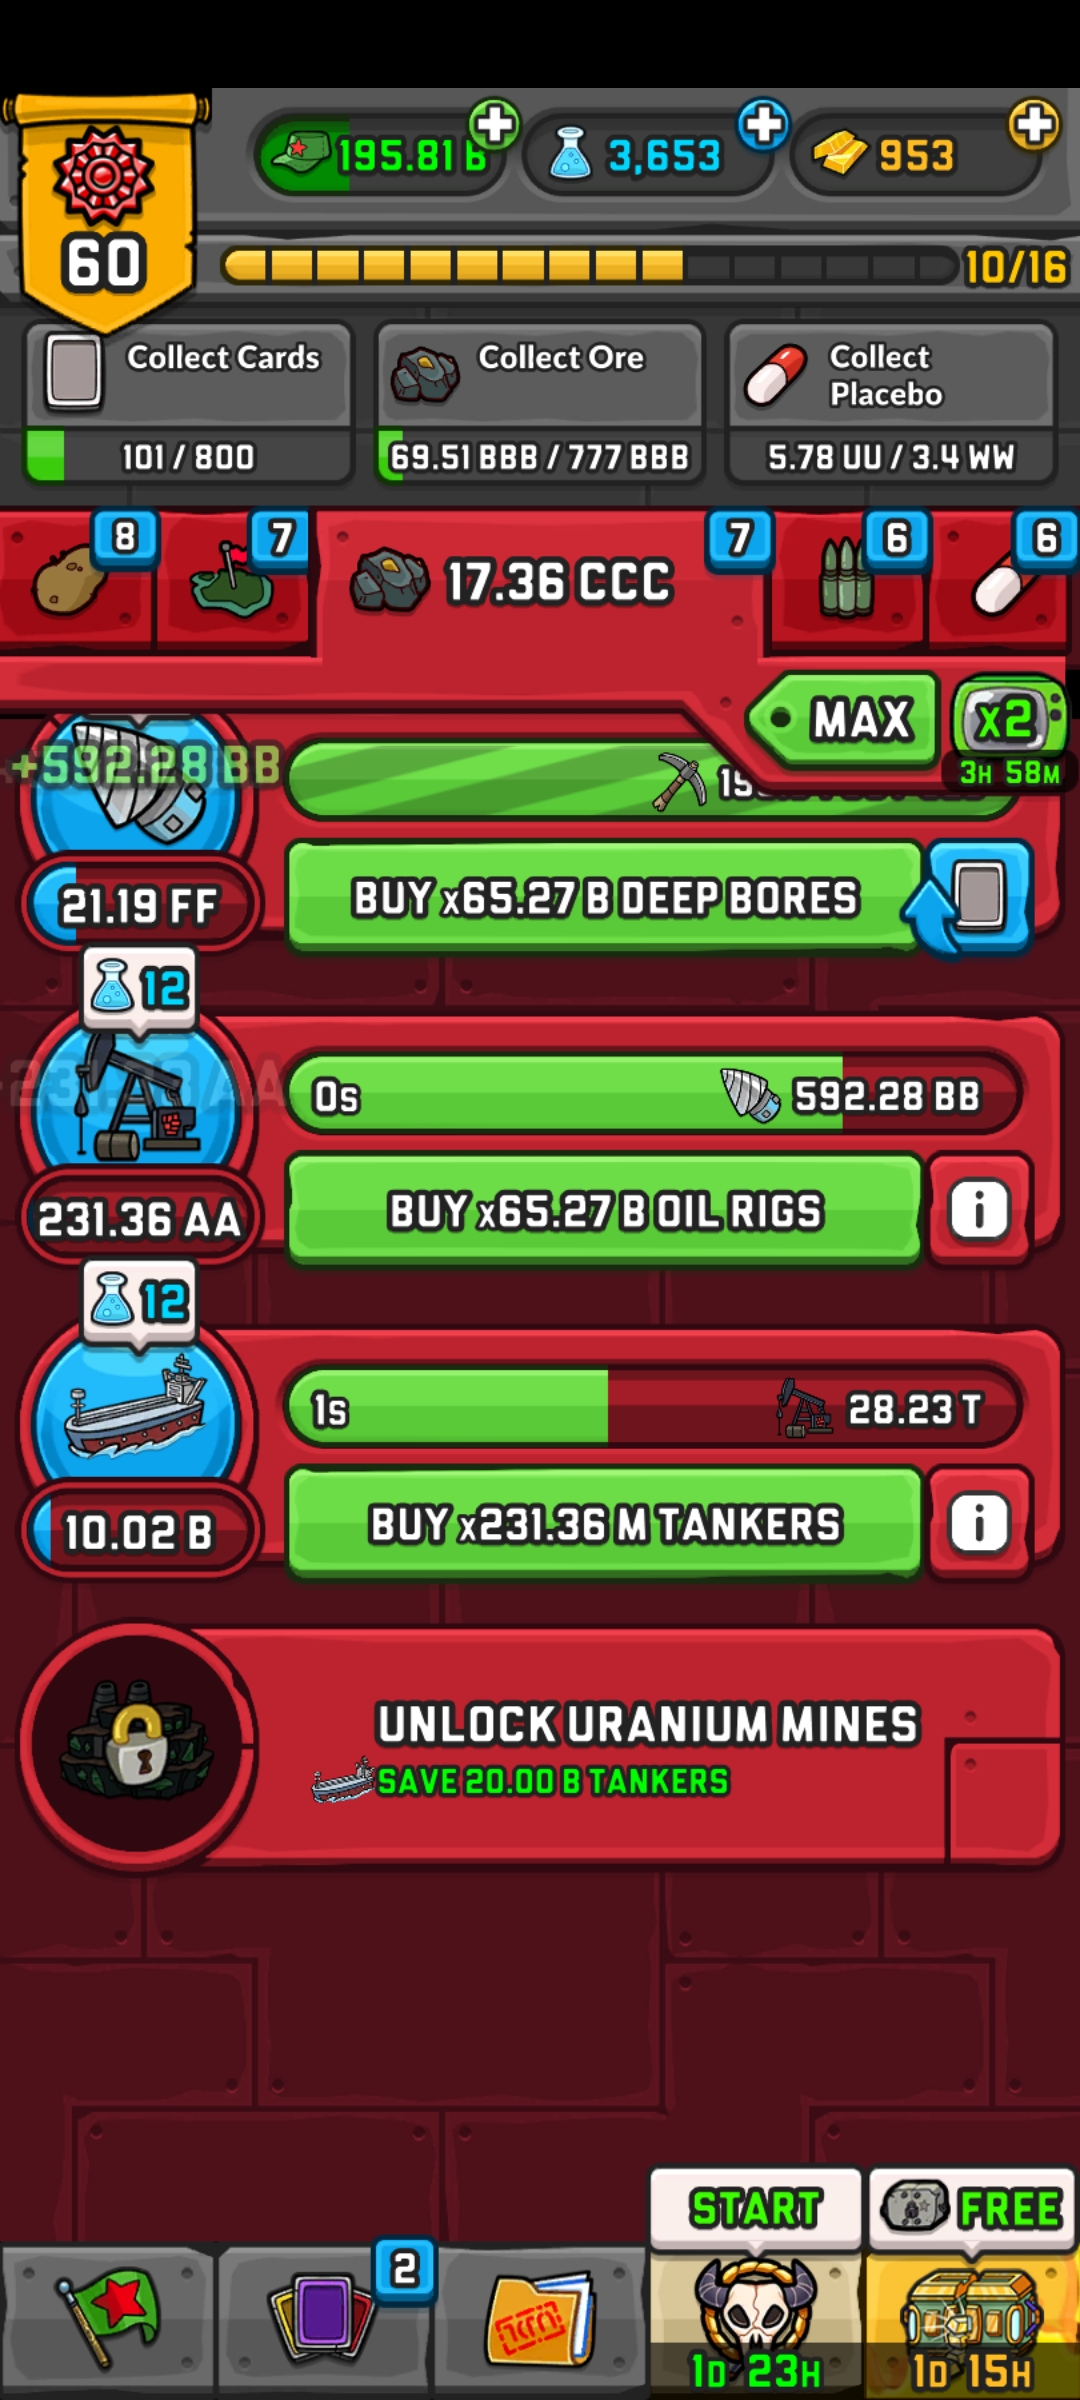 195.81 B
3,653
953
60
10/16
Collect Cards
101 / 800
Collect Ore
69.51 BBB / 777 BBB
Collect
Placebo
5.78 UU / 3.4 WW
8
7
17.36 CCC
7
6
6
MAX
x2
3H 58M
+592.28 BB
21.19 FF
BUY x65.27 B DEEP BORES
12
0s
592.28 BB
231.36 AA
BUY x65.27 B OIL RIGS
12
1s
28.23 T
10.02 B
BUY x231.36 M TANKERS
UNLOCK URANIUM MINES
SAVE 20.00 B TANKERS
START
FREE
2
1D 23H
1D 15H